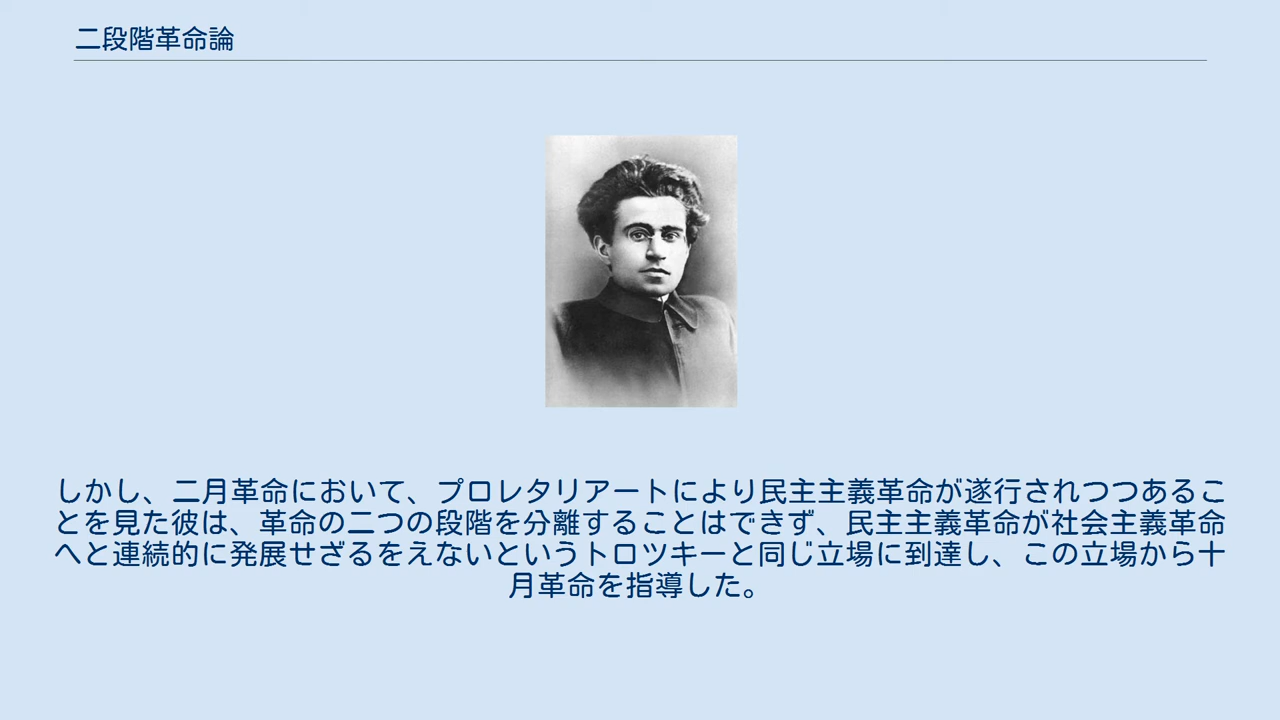 二段階革命論
しかし、二月革命において、プロレタリアートにより民主主義革命が遂行されつつあるこ
とを見た彼は、革命の二つの段階を分離することはできず、民主主義革命が社会主義革命
へと連続的に発展せざるをえないというトロツキーと同じ立場に到達し、この立場から十
月革命を指導した。